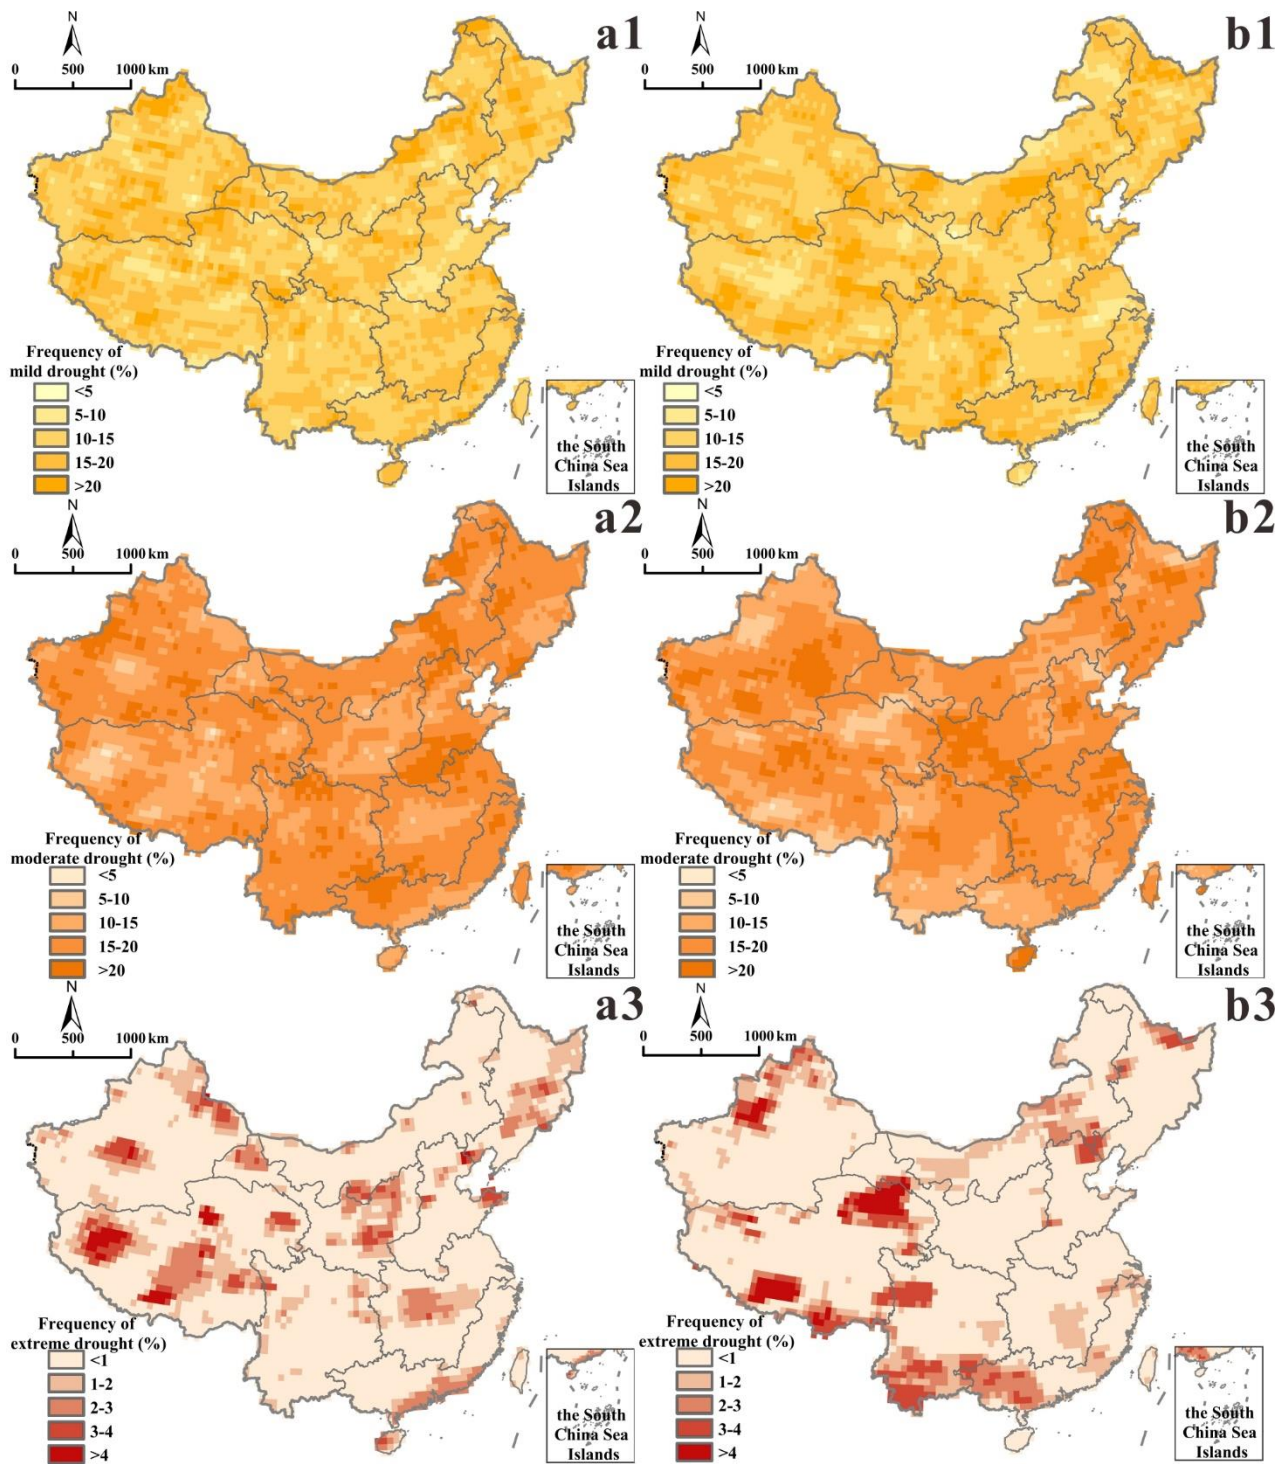 N
a1
0 500 1000 km
Frequency of
mild drought (%)
<5
5-10
10-15
15-20
>20
the South
China Sea
Islands
N
b1
0 500 1000 km
Frequency of
mild drought (%)
<5
5-10
10-15
15-20
>20
the South
China Sea
Islands
N
a2
0 500 1000 km
Frequency of
moderate drought (%)
<5
5-10
10-15
15-20
>20
the South
China Sea
Islands
N
b2
0 500 1000 km
Frequency of
moderate drought (%)
<5
5-10
10-15
15-20
>20
the South
China Sea
Islands
N
a3
0 500 1000 km
Frequency of
extreme drought (%)
<1
1-2
2-3
3-4
>4
the South
China Sea
Islands
N
b3
0 500 1000 km
Frequency of
extreme drought (%)
<1
1-2
2-3
3-4
>4
the South
China Sea
Islands